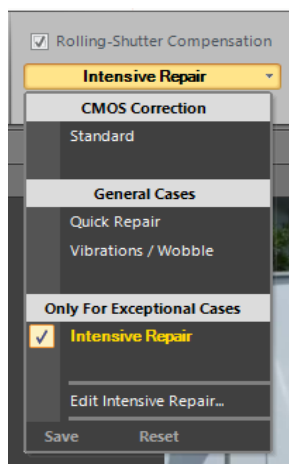 Rolling-Shutter Compensation
Intensive Repair
CMOS Correction
Standard
General Cases
Quick Repair
Vibrations / Wobble
Only For Exceptional Cases
Intensive Repair
Edit Intensive Repair...
Save Reset